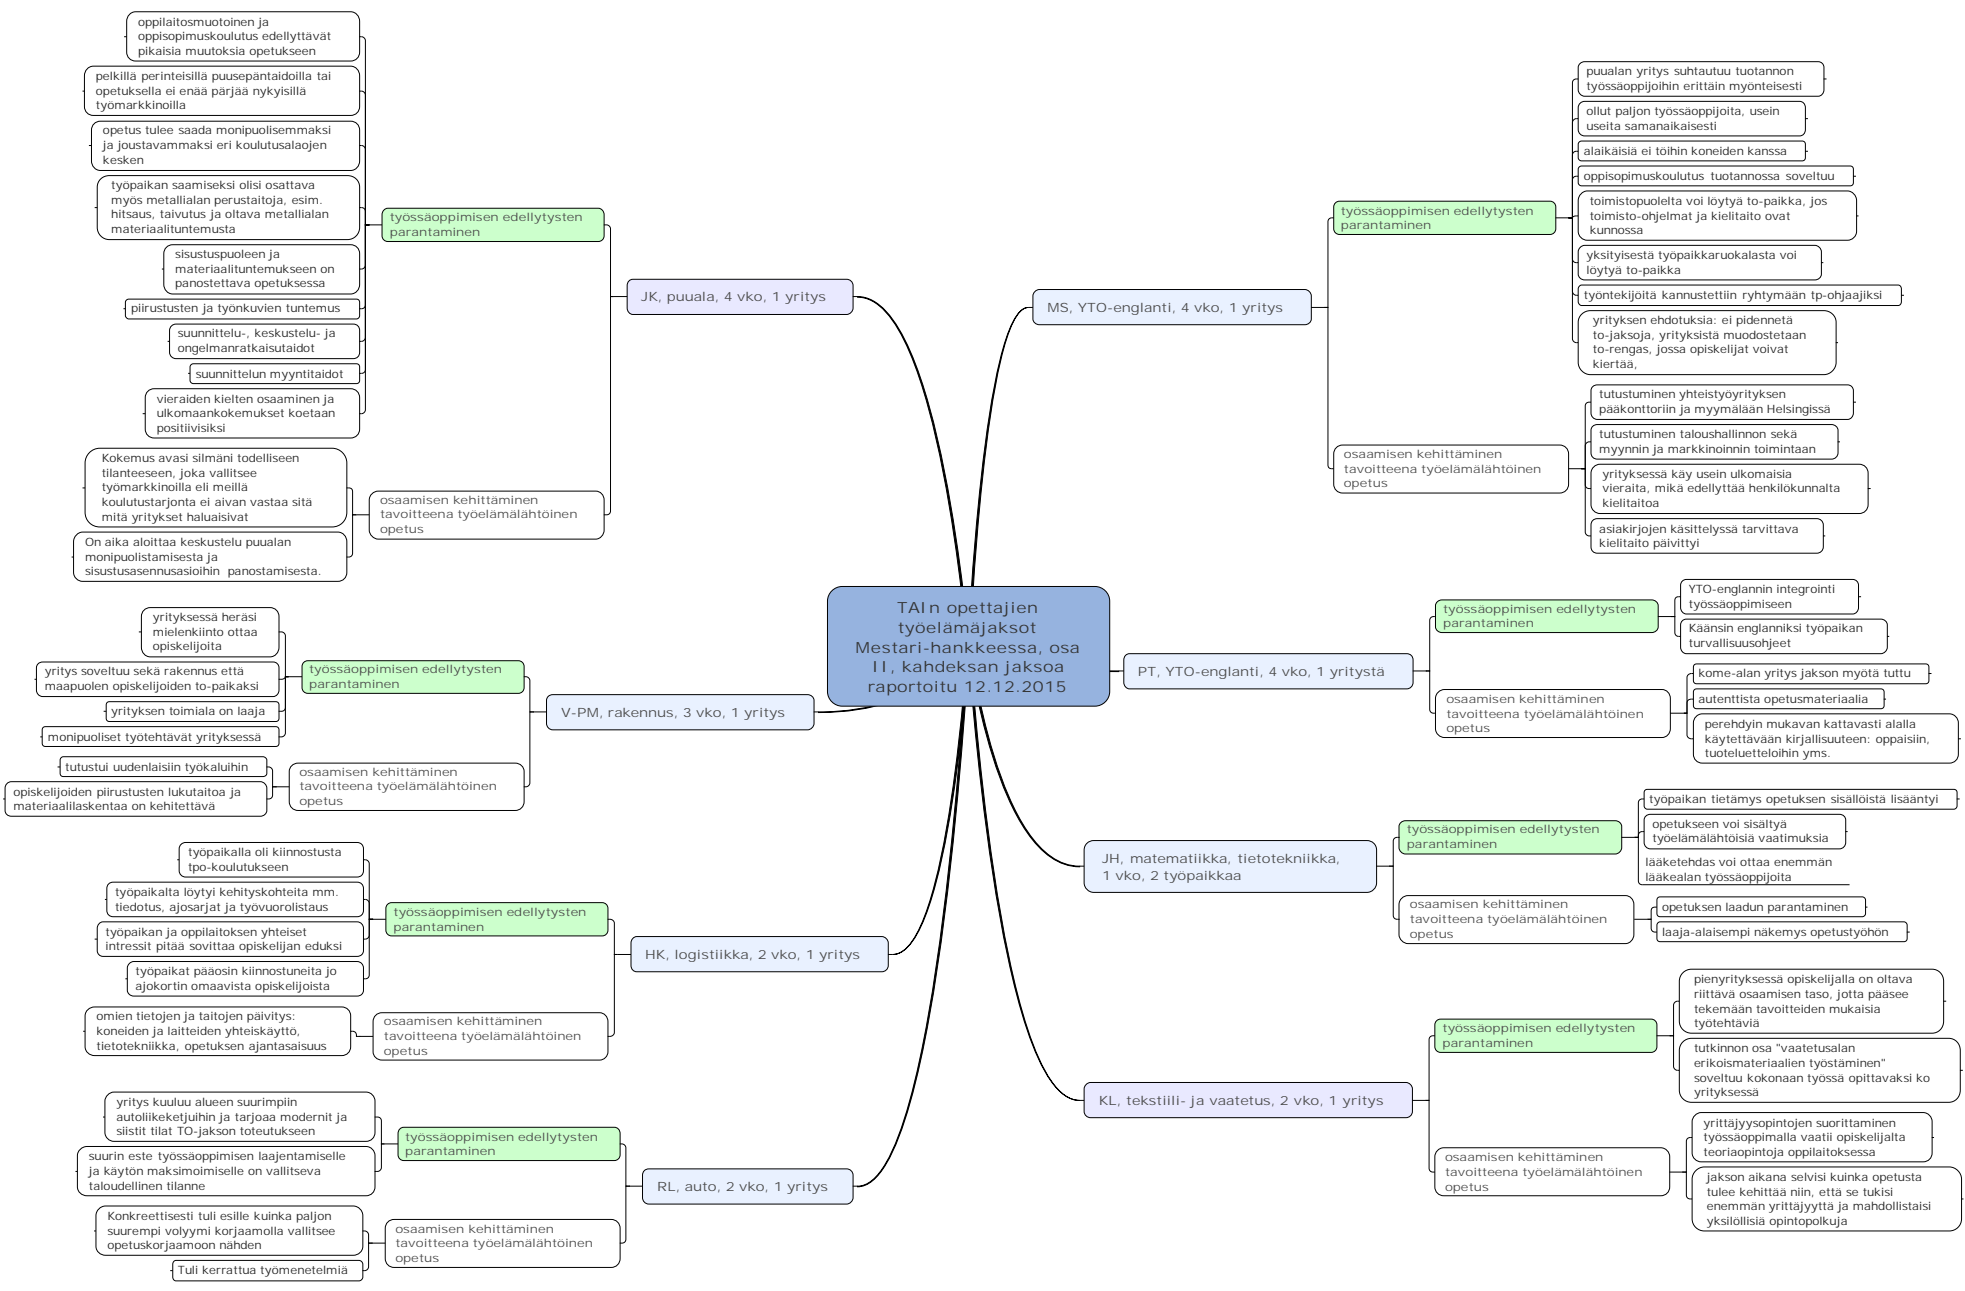 TAIn opettajien
työelämäjaksot
Mestari-hankkeessa, osa
II, kahdeksan jaksoa
raportoitu 12.12.2015
JK, puuala, 4 vko, 1 yritys
työssäoppimisen edellytysten
parantaminen
oppilaitosmuotoinen ja
oppisopimuskoulutus edellyttävät
pikaisia muutoksia opetukseen
pelkillä perinteisillä puusepäntaidoilla tai
opetuksella ei enää pärjää nykyisillä
työmarkkinoilla
opetus tulee saada monipuolisemmaksi
ja joustavammaksi eri koulutusalaojen
kesken
työpaikan saamiseksi olisi osattava
myös metallialan perustaitoja, esim.
hitsaus, taivutus ja oltava metallialan
materiaalituntemusta
sisustuspuoleen ja
materiaalituntemukseen on
panostettava opetuksessa
piirustusten ja työnkuvien tuntemus
suunnittelu-, keskustelu- ja
ongelmanratkaisutaidot
suunnittelun myyntitaidot
vieraiden kielten osaaminen ja
ulkomaankokemukset koetaan
positiivisiksi
osaamisen kehittäminen
tavoitteena työelämälähtöinen
opetus
Kokemus avasi silmäni todelliseen
tilanteeseen, joka vallitsee
työmarkkinoilla eli meillä
koulutustarjonta ei aivan vastaa sitä
mitä yritykset haluaisivat
On aika aloittaa keskustelu puualan
monipuolistamisesta ja
sisustusasennusasioihin panostamisesta.
V-PM, rakennus, 3 vko, 1 yritys
työssäoppimisen edellytysten
parantaminen
yrityksessä heräsi
mielenkiinto ottaa
opiskelijoita
yritys soveltuu sekä rakennus että
maapuolen opiskelijoiden to-paikaksi
yrityksen toimiala on laaja
monipuoliset työtehtävät yrityksessä
osaamisen kehittäminen
tavoitteena työelämälähtöinen
opetus
tutustui uudenlaisiin työkaluihin
opiskelijoiden piirustusten lukutaitoa ja
materiaalilaskentaa on kehitettävä
HK, logistiikka, 2 vko, 1 yritys
työssäoppimisen edellytysten
parantaminen
työpaikalla oli kiinnostusta
tpo-koulutukseen
työpaikalta löytyi kehityskohteita mm.
tiedotus, ajosarjat ja työvuorolistaus
työpaikan ja oppilaitoksen yhteiset
intressit pitää sovittaa opiskelijan eduksi
työpaikat pääosin kiinnostuneita jo
ajokortin omaavista opiskelijoista
osaamisen kehittäminen
tavoitteena työelämälähtöinen
opetus
omien tietojen ja taitojen päivitys:
koneiden ja laitteiden yhteiskäyttö,
tietotekniikka, opetuksen ajantasaisuus
RL, auto, 2 vko, 1 yritys
työssäoppimisen edellytysten
parantaminen
yritys kuuluu alueen suurimpiin
autoliikeketjuihin ja tarjoaa modernit ja
siistit tilat TO-jakson toteutukseen
suurin este työssäoppimisen laajentamiselle
ja käytön maksimoimiselle on vallitseva
taloudellinen tilanne
osaamisen kehittäminen
tavoitteena työelämälähtöinen
opetus
Konkreettisesti tuli esille kuinka paljon
suurempi volyymi korjaamolla vallitsee
opetuskorjaamoon nähden
Tuli kerrattua työmenetelmiä
MS, YTO-englanti, 4 vko, 1 yritys
työssäoppimisen edellytysten
parantaminen
puualan yritys suhtautuu tuotannon
työssäoppijoihin erittäin myönteisesti
ollut paljon työssäoppijoita, usein
useita samanaikaisesti
alaikäisiä ei töihin koneiden kanssa
oppisopimuskoulutus tuotannossa soveltuu
toimistopuolelta voi löytyä to-paikka, jos
toimisto-ohjelmat ja kielitaito ovat
kunnossa
yksityisestä työpaikkaruokalasta voi
löytyä to-paikka
työntekijöitä kannustettiin ryhtymään tp-ohjaajiksi
yrityksen ehdotuksia: ei pidennetä
to-jaksoja, yrityksistä muodostetaan
to-rengas, jossa opiskelijat voivat
kiertää,
osaamisen kehittäminen
tavoitteena työelämälähtöinen
opetus
tutustuminen yhteistyöyrityksen
pääkonttoriin ja myymälään Helsingissä
tutustuminen taloushallinnon sekä
myynnin ja markkinoinnin toimintaan
yrityksessä käy usein ulkomaisia
vieraita, mikä edellyttää henkilökunnalta
kielitaitoa
asiakirjojen käsittelyssä tarvittava
kielitaito päivittyi
PT, YTO-englanti, 4 vko, 1 yritystä
työssäoppimisen edellytysten
parantaminen
YTO-englannin integrointi
työssäoppimiseen
Käänsin englanniksi työpaikan
turvallisuusohjeet
osaamisen kehittäminen
tavoitteena työelämälähtöinen
opetus
kome-alan yritys jakson myötä tuttu
autenttista opetusmateriaalia
perehdyin mukavan kattavasti alalla
käytettävään kirjallisuuteen: oppaisiin,
tuoteluetteloihin yms.
JH, matematiikka, tietotekniikka,
1 vko, 2 työpaikkaa
työssäoppimisen edellytysten
parantaminen
työpaikan tietämys opetuksen sisällöistä lisääntyi
opetukseen voi sisältyä
työelämälähtöisiä vaatimuksia
lääketehdas voi ottaa enemmän
lääkealan työssäoppijoita
osaamisen kehittäminen
tavoitteena työelämälähtöinen
opetus
opetuksen laadun parantaminen
laaja-alaisempi näkemys opetustyöhön
KL, tekstiili- ja vaatetus, 2 vko, 1 yritys
työssäoppimisen edellytysten
parantaminen
pienyrityksessä opiskelijalla on oltava
riittävä osaamisen taso, jotta pääsee
tekemään tavoitteiden mukaisia
työtehtäviä
tutkinnon osa "vaatetusalan
erikoismateriaalien työstäminen"
soveltuu kokonaan työssä opittavaksi ko
yrityksessä
osaamisen kehittäminen
tavoitteena työelämälähtöinen
opetus
yrittäjyysopintojen suorittaminen
työssäoppimalla vaatii opiskelijalta
teoriaopintoja oppilaitoksessa
jakson aikana selvisi kuinka opetusta
tulee kehittää niin, että se tukisi
enemmän yrittäjyyttä ja mahdollistaisi
yksilöllisiä opintopolkuja